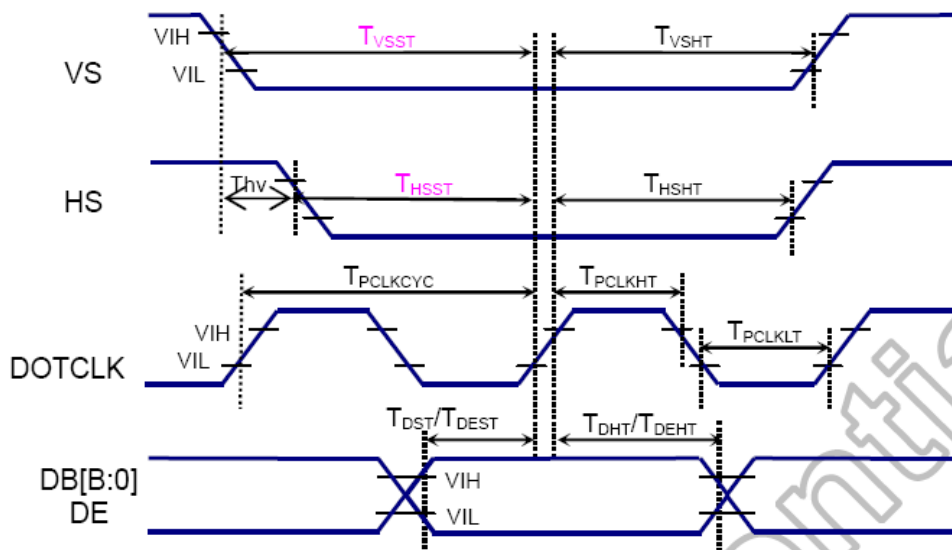 VS
VIH
VIL
TVSST
TVSHT
HS
Thv
THSST
THSHT
DOTCLK
VIH
VIL
TPCLKCYC
TPCLKHT
TPCLKLT
DB[B:0]
DE
TDST/TDEST
TDHT/TDEHT
VIH
VIL